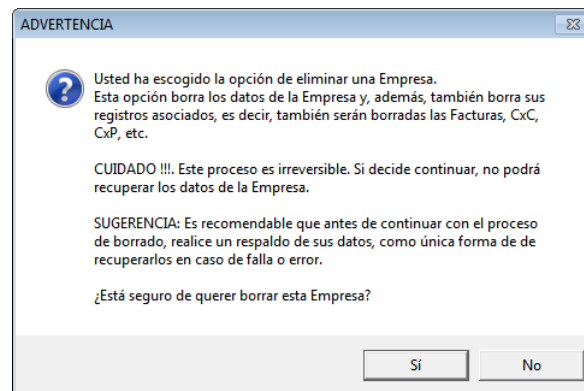 ADVERTENCIA
Usted ha escogido la opción de eliminar una Empresa.
Esta opción borra los datos de la Empresa y, además, también borra sus
registros asociados, es decir, también serán borradas las Facturas, CxC,
CxP, etc.
CUIDADO !!!. Este proceso es irreversible. Si decide continuar, no podrá
recuperar los datos de la Empresa.
SUGERENCIA: Es recomendable que antes de continuar con el proceso
de borrado, realice un respaldo de sus datos, como única forma de de
recuperarlos en caso de falla o error.
¿Está seguro de querer borrar esta Empresa?
Sí
No